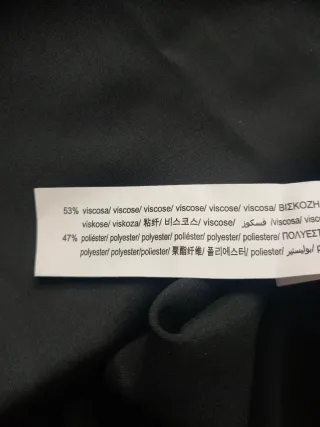 53% viscosa/ viscose/ viscose/ viscose/ viscose/ viscosa/ ΒΙΣΚΟΖΗ
viskose/ viskoza/ 粘纤/ 비스코스/ viscose/ فسكوز /viscosa/
47% poliéster/ polyester/ polyester/ poliéster/ polyester/ poliestere/ ΠΟΛΥΕΣΤ
polyester/ polyester/poliester/ 聚酯纤维/ 폴리에스터/ poliester/ بوليستير/